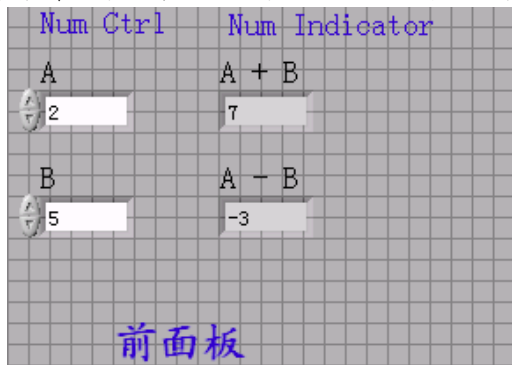 Num Ctrl Num Indicator
A A + B
2 7
B A - B
5 -3
前面板